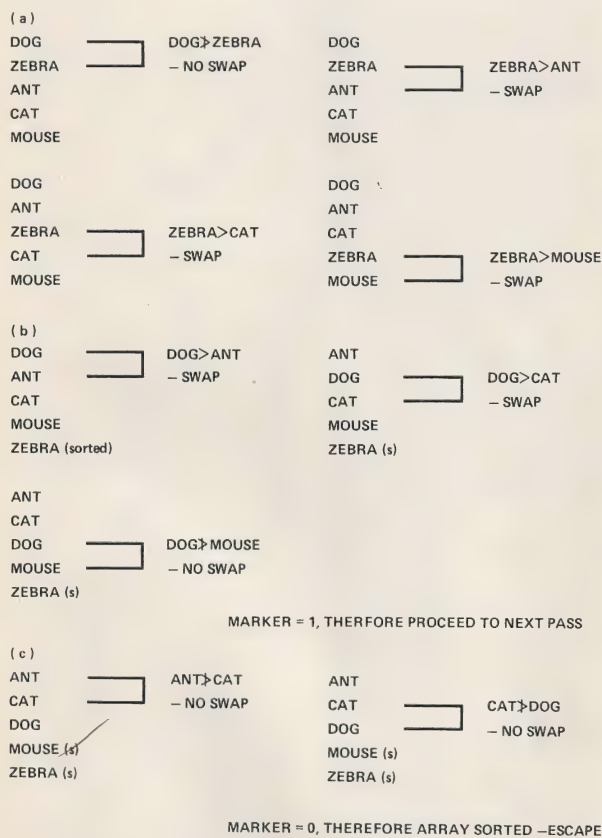 (a)
DOG
ZEBRA
ANT
CAT
MOUSE
DOG≯ZEBRA
– NO SWAP
DOG
ZEBRA
ANT
CAT
MOUSE
ZEBRA>ANT
– SWAP
DOG
ANT
ZEBRA
CAT
MOUSE
ZEBRA>CAT
– SWAP
DOG
ANT
CAT
ZEBRA
MOUSE
ZEBRA>MOUSE
– SWAP
(b)
DOG
ANT
CAT
MOUSE
ZEBRA (sorted)
DOG>ANT
– SWAP
ANT
DOG
CAT
MOUSE
ZEBRA (s)
DOG>CAT
– SWAP
ANT
CAT
DOG
MOUSE
ZEBRA (s)
DOG≯MOUSE
– NO SWAP
MARKER = 1, THERFORE PROCEED TO NEXT PASS
(c)
ANT
CAT
DOG
MOUSE (s)
ZEBRA (s)
ANT≯CAT
– NO SWAP
ANT
CAT
DOG
MOUSE (s)
ZEBRA (s)
CAT≯DOG
– NO SWAP
MARKER = 0, THEREFORE ARRAY SORTED –ESCAPE